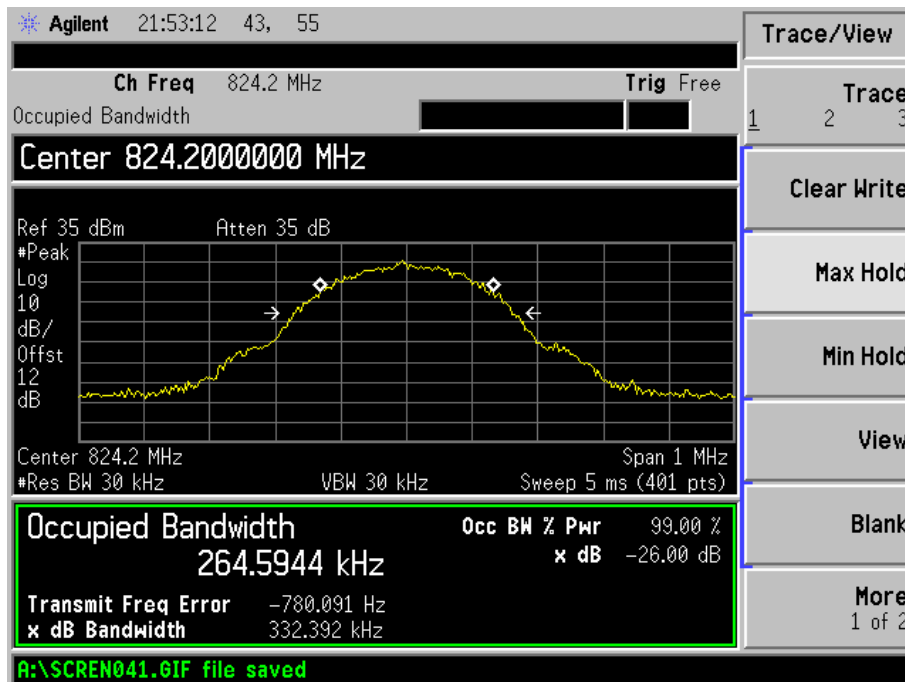 Agilent 21:53:12 43, 55
Trace/View
Ch Freq 824.2 MHz Trig Free
Occupied Bandwidth
Trace
1 2 3
Center 824.2000000 MHz
Clear Write
Ref 35 dBm Atten 35 dB
#Peak
Log
10
dB/
Offst
12
dB
Max Hold
Min Hold
Center 824.2 MHz Span 1 MHz
#Res BW 30 kHz VBW 30 kHz Sweep 5 ms (401 pts)
View
Occupied Bandwidth Occ BW % Pwr 99.00 %
264.5944 kHz x dB -26.00 dB
Blank
Transmit Freq Error -780.091 Hz
x dB Bandwidth 332.392 kHz
More
1 of 2
A:\SCREN041.GIF file saved